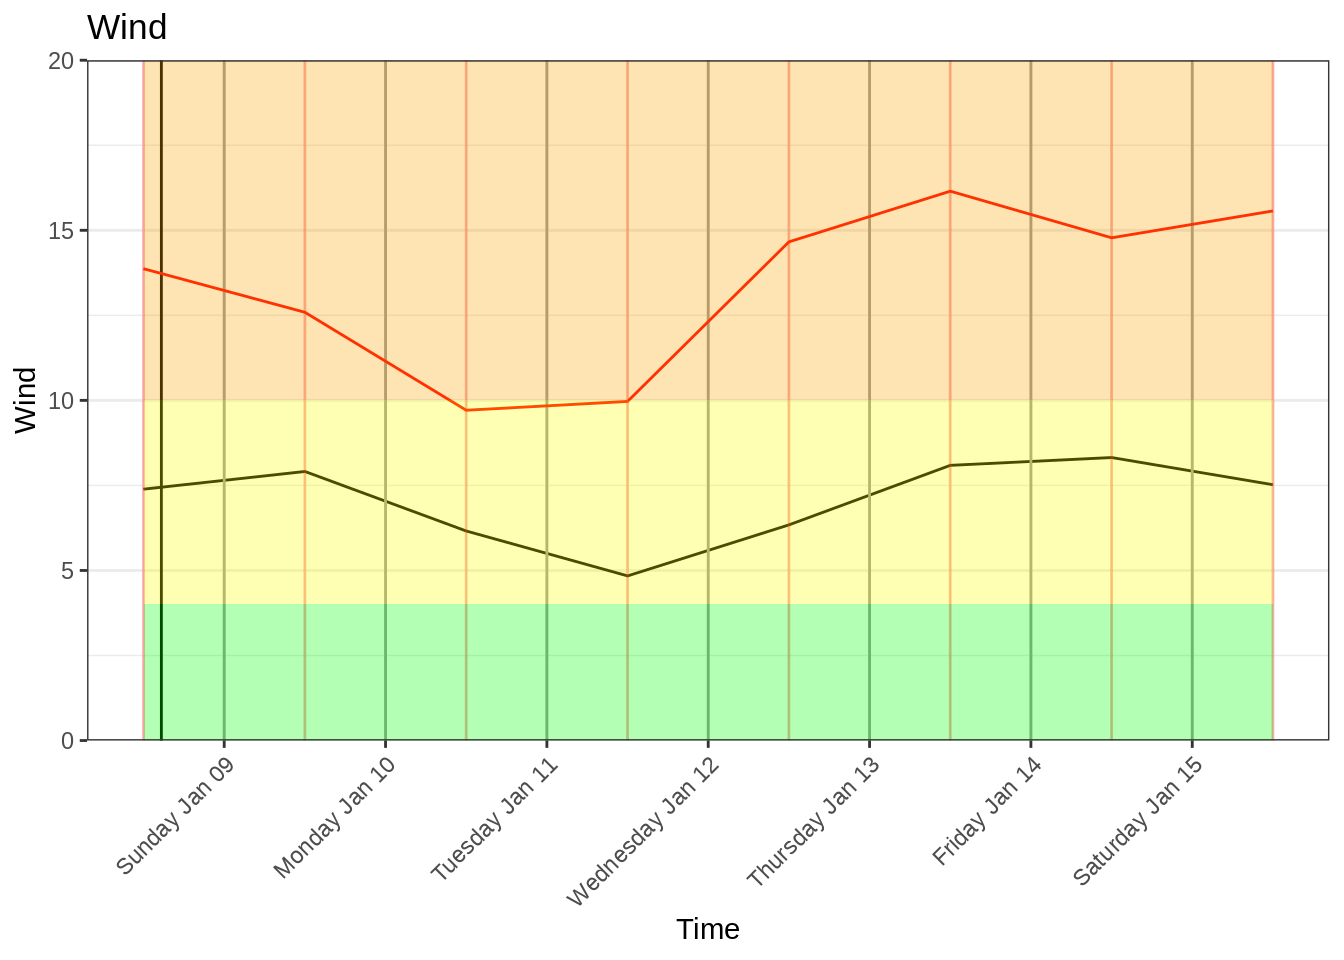 Wind
20
15
10
5
0
Wind
Sunday Jan 09
Monday Jan 10
Tuesday Jan 11
Wednesday Jan 12
Thursday Jan 13
Friday Jan 14
Saturday Jan 15
Time